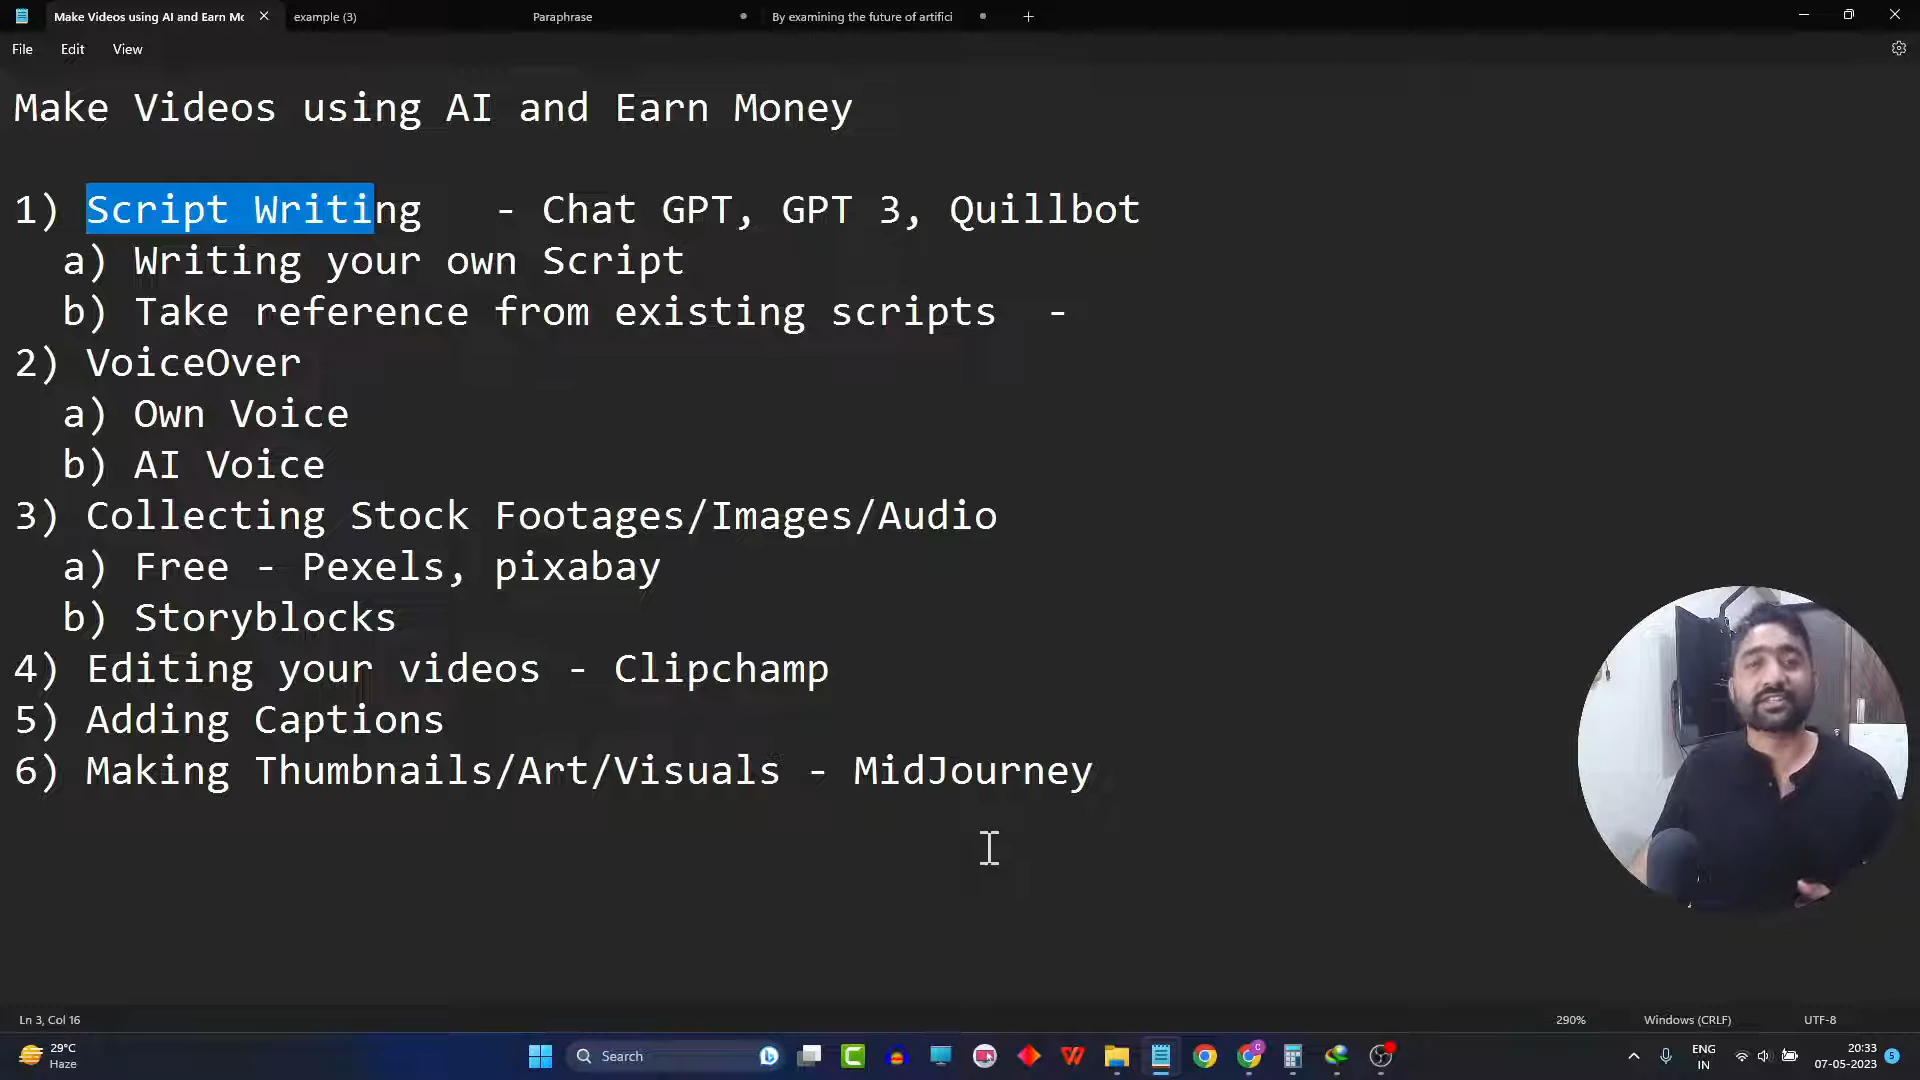 Make Videos using AI and Earn Mc
example (3)
Paraphrase
By examining the future of artifici
File Edit View
Make Videos using AI and Earn Money
1) Script Writing - Chat GPT, GPT 3, Quillbot
a) Writing your own Script
b) Take reference from existing scripts -
2) VoiceOver
a) Own Voice
b) AI Voice
3) Collecting Stock Footages/Images/Audio
a) Free - Pexels, pixabay
b) Storyblocks
4) Editing your videos - Clipchamp
5) Adding Captions
6) Making Thumbnails/Art/Visuals - MidJourney
Ln 3, Col 16
290%
Windows (CRLF)
UTF-8
29°C
Haze
Search
ENG
IN
20:33
07-05-2023
5